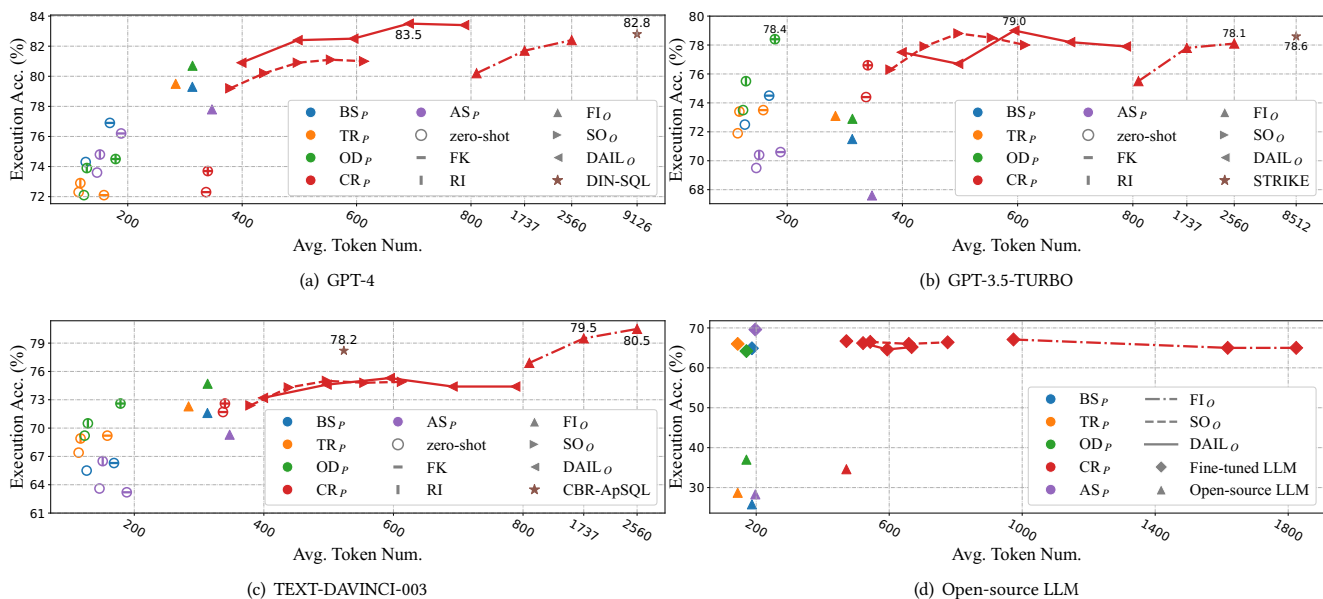 84
82
80
78
76
74
72
Execution Acc. (%)
83.5
82.8
BS_P
TR_P
OD_P
CR_P
AS_P
zero-shot
FK
RI
FI_O
SO_O
DAIL_O
DIN-SQL
200
400
600
800
1737
2560
9126
Avg. Token Num.
(a) GPT-4
80
78
76
74
72
70
68
Execution Acc. (%)
78.4
79.0
78.1
78.6
BS_P
TR_P
OD_P
CR_P
AS_P
zero-shot
FK
RI
FI_O
SO_O
DAIL_O
STRIKE
200
400
600
800
1737
2560
8512
Avg. Token Num.
(b) GPT-3.5-TURBO
79
76
73
70
67
64
61
Execution Acc. (%)
78.2
79.5
80.5
BS_P
TR_P
OD_P
CR_P
AS_P
zero-shot
FK
RI
FI_O
SO_O
DAIL_O
CBR-ApSQL
200
400
600
800
1737
2560
Avg. Token Num.
(c) TEXT-DAVINCI-003
70
60
50
40
30
Execution Acc. (%)
BS_P
TR_P
OD_P
CR_P
AS_P
FI_O
SO_O
DAIL_O
Fine-tuned LLM
Open-source LLM
200
600
1000
1400
1800
Avg. Token Num.
(d) Open-source LLM